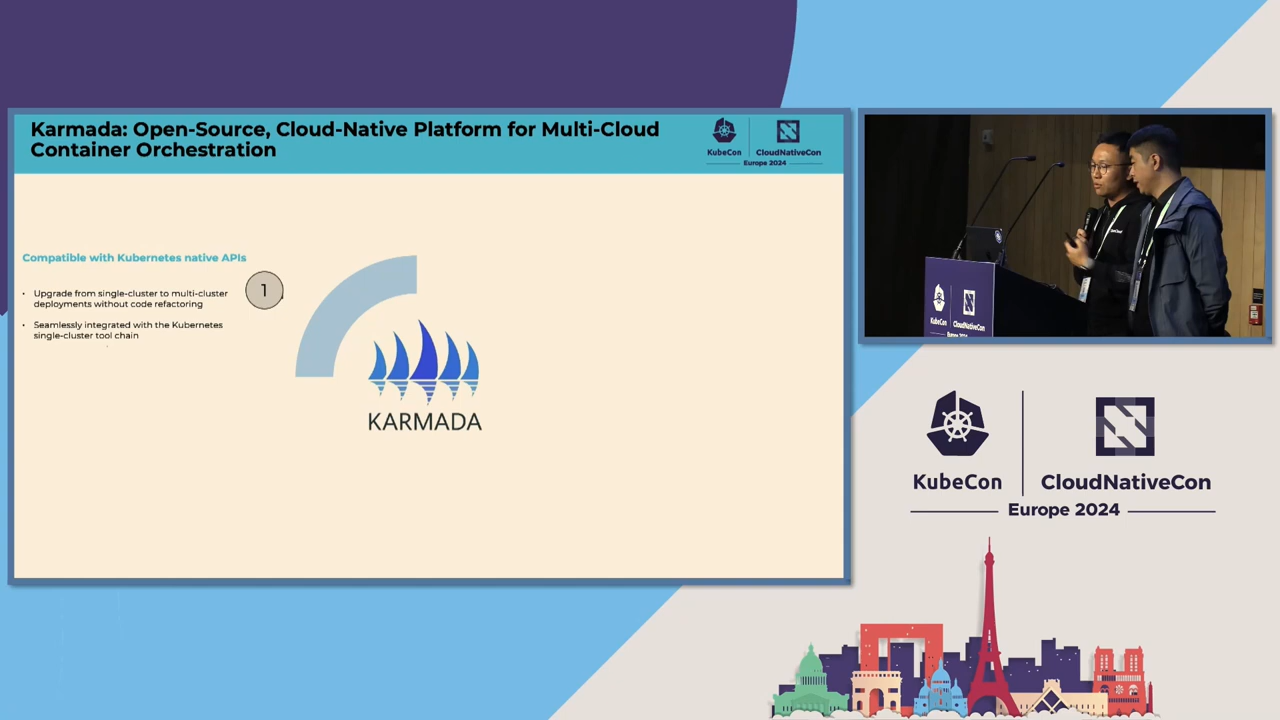 Karmada: Open-Source, Cloud-Native Platform for Multi-Cloud
Container Orchestration
KubeCon
CloudNativeCon
Europe 2024
Compatible with Kubernetes native APIs
1
• Upgrade from single-cluster to multi-cluster
deployments without code refactoring
• Seamlessly integrated with the Kubernetes
single-cluster tool chain
KARMADA
KubeCon
CloudNativeCon
KubeCon
CloudNativeCon
Europe 2024